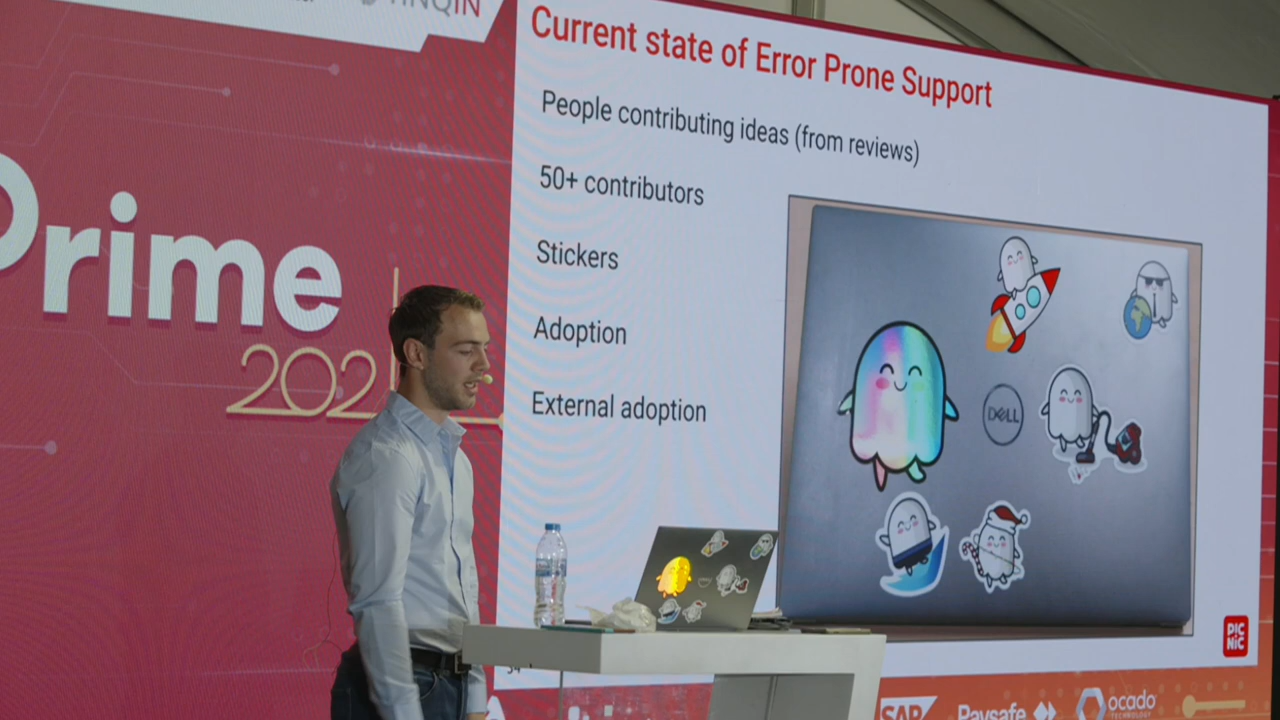 Current state of Error Prone Support
People contributing ideas (from reviews)
50+ contributors
Stickers
Adoption
External adoption
DELL
PIC
NIC
Prime
202
SAP
Paysafe
ocado
TECHNOLOGY